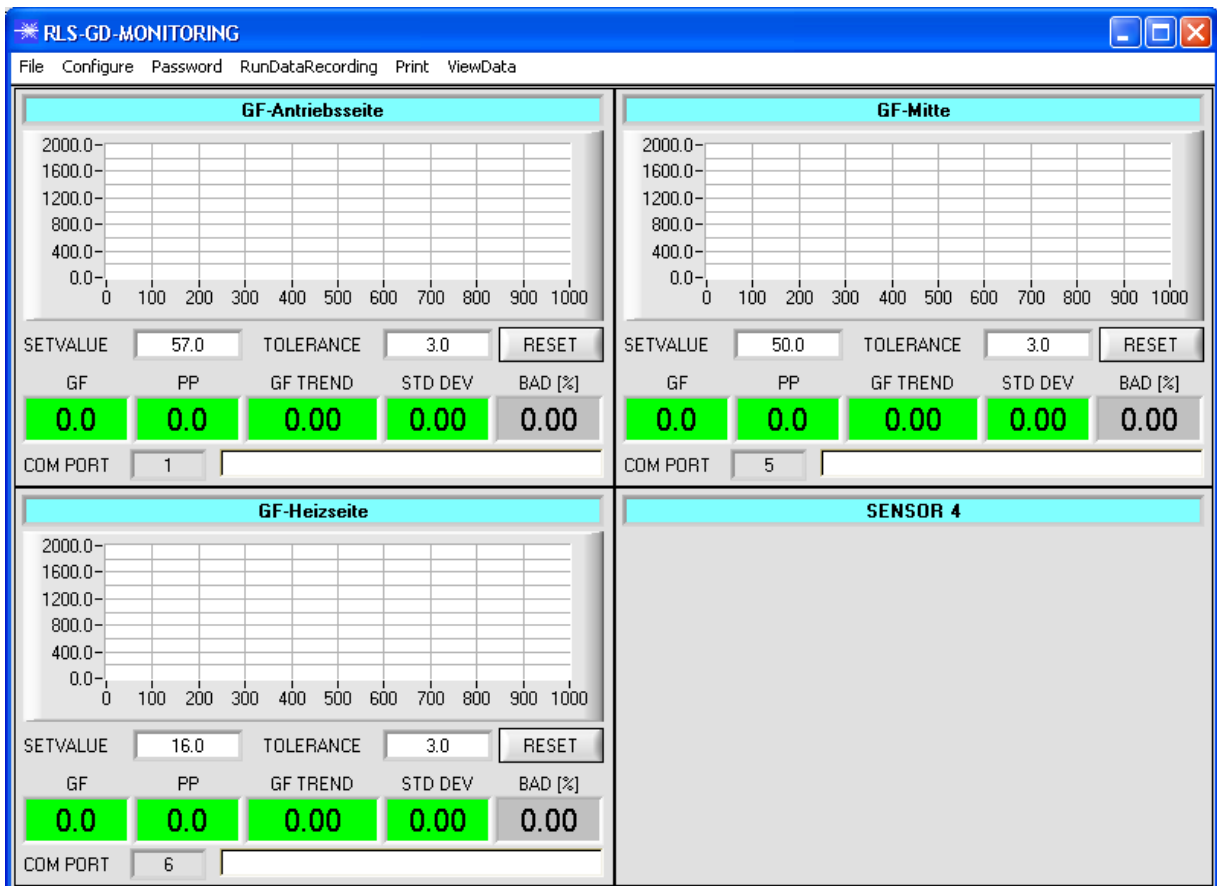 RLS-GD-MONITORING
File Configure Password RunDataRecording Print ViewData
GF-Antriebsseite
2000.0
1600.0
1200.0
800.0
400.0
0.0
0 100 200 300 400 500 600 700 800 900 1000
SETVALUE 57.0 TOLERANCE 3.0 RESET
GF PP GF TREND STD DEV BAD [%]
0.0 0.0 0.00 0.00 0.00
COM PORT 1
GF-Mitte
2000.0
1600.0
1200.0
800.0
400.0
0.0
0 100 200 300 400 500 600 700 800 900 1000
SETVALUE 50.0 TOLERANCE 3.0 RESET
GF PP GF TREND STD DEV BAD [%]
0.0 0.0 0.00 0.00 0.00
COM PORT 5
GF-Heizseite
2000.0
1600.0
1200.0
800.0
400.0
0.0
0 100 200 300 400 500 600 700 800 900 1000
SETVALUE 16.0 TOLERANCE 3.0 RESET
GF PP GF TREND STD DEV BAD [%]
0.0 0.0 0.00 0.00 0.00
COM PORT 6
SENSOR 4